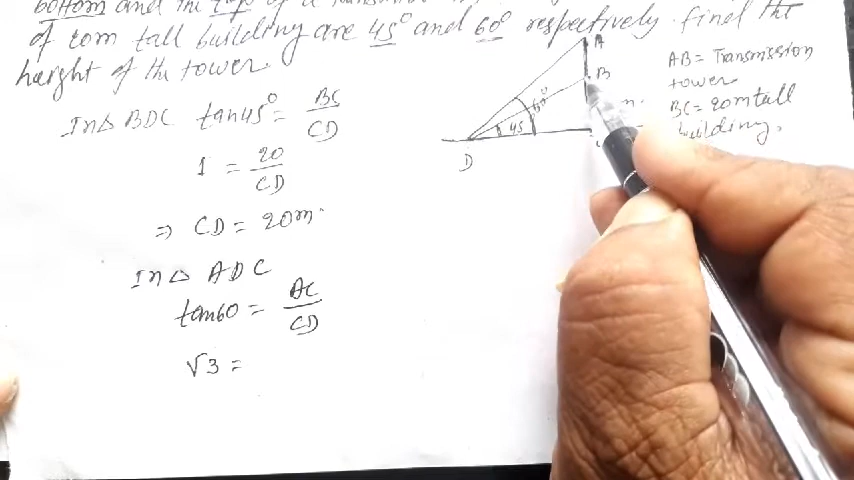 bottom and the top of a
of 20m tall building are 45° and 60° respectively. find the
height of the tower.
In △ BDC tan45° = BC/CD
1 = 20/CD
⇒ CD = 20m.
In △ ADC
tan60 = AC/CD
√3 =
A
B
60°
45
D
AB = Transmission
tower
BC = 20m tall
building.